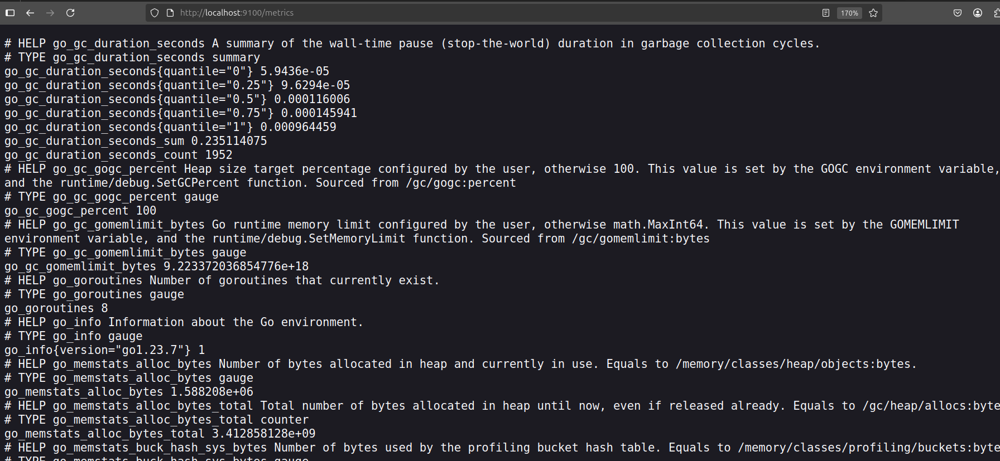 http://localhost:9100/metrics
170%
# HELP go_gc_duration_seconds A summary of the wall-time pause (stop-the-world) duration in garbage collection cycles.
# TYPE go_gc_duration_seconds summary
go_gc_duration_seconds{quantile="0"} 5.9436e-05
go_gc_duration_seconds{quantile="0.25"} 9.6294e-05
go_gc_duration_seconds{quantile="0.5"} 0.000116006
go_gc_duration_seconds{quantile="0.75"} 0.000145941
go_gc_duration_seconds{quantile="1"} 0.000964459
go_gc_duration_seconds_sum 0.235114075
go_gc_duration_seconds_count 1952
# HELP go_gc_gogc_percent Heap size target percentage configured by the user, otherwise 100. This value is set by the GOGC environment variable,
and the runtime/debug.SetGCPercent function. Sourced from /gc/gogc:percent
# TYPE go_gc_gogc_percent gauge
go_gc_gogc_percent 100
# HELP go_gc_gomemlimit_bytes Go runtime memory limit configured by the user, otherwise math.MaxInt64. This value is set by the GOMEMLIMIT
environment variable, and the runtime/debug.SetMemoryLimit function. Sourced from /gc/gomemlimit:bytes
# TYPE go_gc_gomemlimit_bytes gauge
go_gc_gomemlimit_bytes 9.223372036854776e+18
# HELP go_goroutines Number of goroutines that currently exist.
# TYPE go_goroutines gauge
go_goroutines 8
# HELP go_info Information about the Go environment.
# TYPE go_info gauge
go_info{version="go1.23.7"} 1
# HELP go_memstats_alloc_bytes Number of bytes allocated in heap and currently in use. Equals to /memory/classes/heap/objects:bytes.
# TYPE go_memstats_alloc_bytes gauge
go_memstats_alloc_bytes 1.588208e+06
# HELP go_memstats_alloc_bytes_total Total number of bytes allocated in heap until now, even if released already. Equals to /gc/heap/allocs:byte
# TYPE go_memstats_alloc_bytes_total counter
go_memstats_alloc_bytes_total 3.412858128e+09
# HELP go_memstats_buck_hash_sys_bytes Number of bytes used by the profiling bucket hash table. Equals to /memory/classes/profiling/buckets:byte
# TYPE go_memstats_buck_hash_sys_bytes gauge